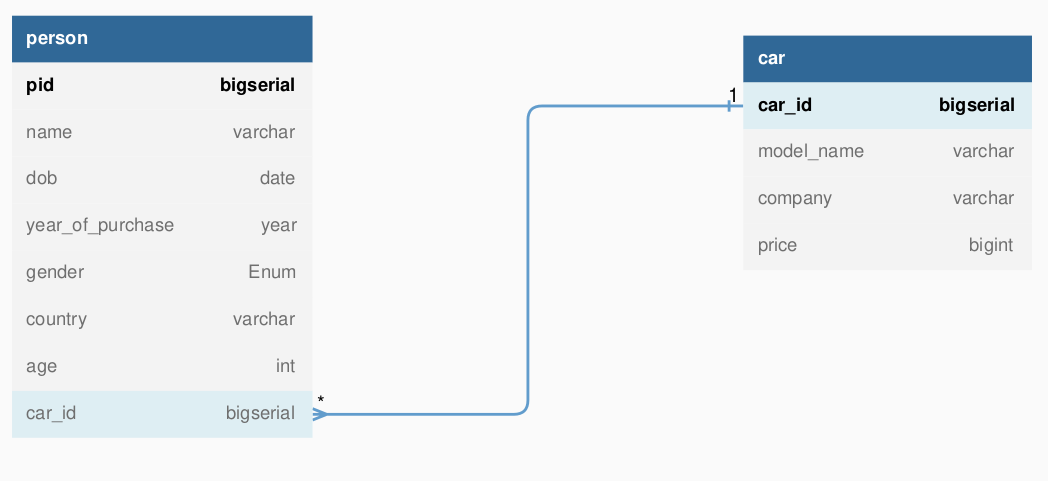 person
pid bigserial
name varchar
dob date
year_of_purchase year
gender Enum
country varchar
age int
car_id bigserial
*
1
car
car_id bigserial
model_name varchar
company varchar
price bigint